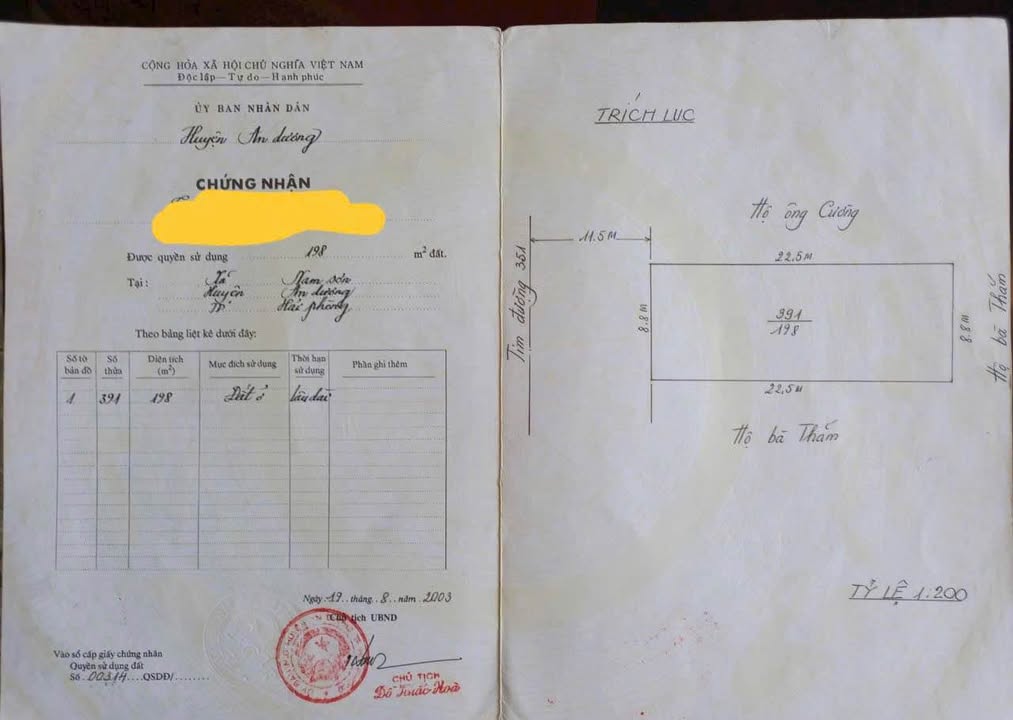 CỘNG HÒA XÃ HỘI CHỦ NGHĨA VIỆT NAM
Độc lập — Tự do — Hạnh phúc
ỦY BAN NHÂN DÂN
Huyện An dương
CHỨNG NHẬN
Được quyền sử dụng 198 m² đất.
Tại: Xã Nam sơn
Huyện An dương
TP Hải phòng
Theo bảng liệt kê dưới đây:
Số tờ bản đồ Số thửa Diện tích (m²) Mục đích sử dụng Thời hạn sử dụng Phần ghi thêm
1 391 198 Đất ở lâu dài
Ngày 19 tháng 8 năm 2003
Chủ tịch UBND
Vào sổ cấp giấy chứng nhận
Quyền sử dụng đất
Số 00314 QSDĐ/
CHỦ TỊCH
TRÍCH LỤC
Hộ ông Cường
11.5M
22,5M
Tim đường 351
8.8M
391
198
8.8M
Hộ bà Thắm
22,5M
Hộ bà Thắm
TỶ LỆ 1:200